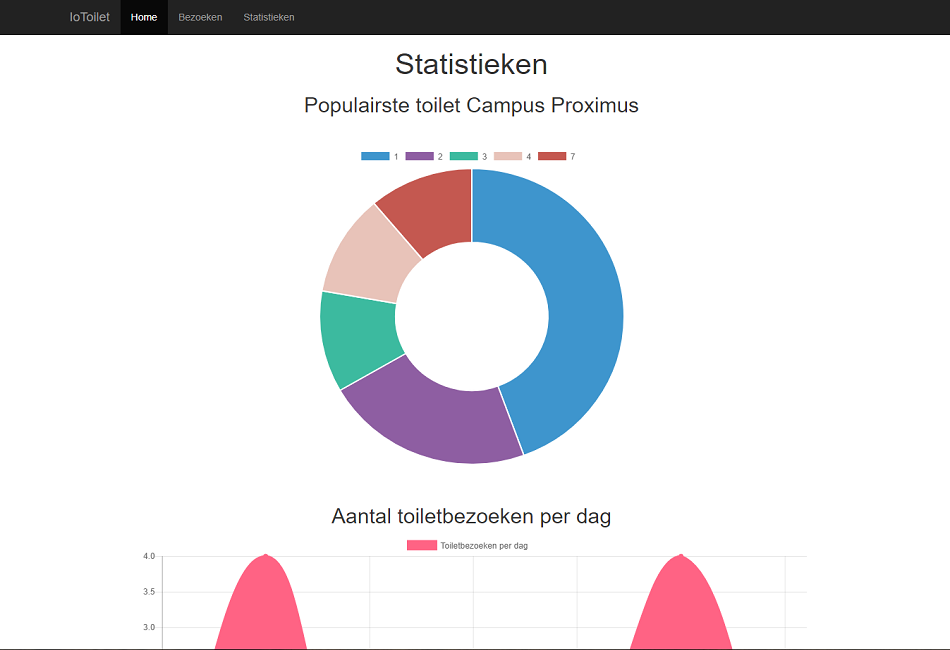 IoToilet Home Bezoeken Statistieken
Statistieken
Populairste toilet Campus Proximus
1 2 3 4 7
Aantal toiletbezoeken per dag
Toiletbezoeken per dag
4.0
3.5
3.0